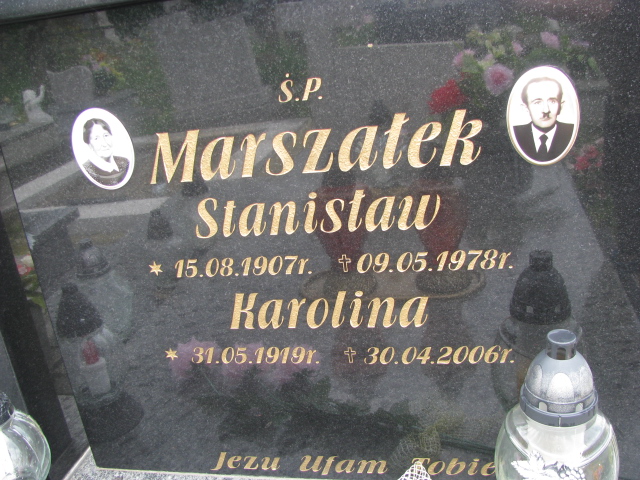 Ś.P.
Marszałek
Stanisław
* 15.08.1907r. † 09.05.1978r.
Karolina
* 31.05.1919r. † 30.04.2006r.
Jezu Ufam Tobie